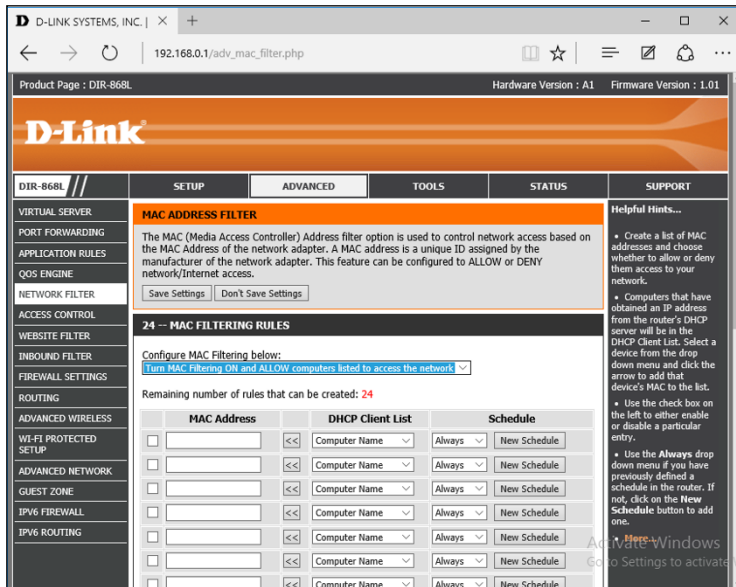 D-LINK SYSTEMS, INC. |
192.168.0.1/adv_mac_filter.php
Product Page : DIR-868L
Hardware Version : A1
Firmware Version : 1.01
D-Link
DIR-868L
SETUP
ADVANCED
TOOLS
STATUS
SUPPORT
VIRTUAL SERVER
PORT FORWARDING
APPLICATION RULES
QOS ENGINE
NETWORK FILTER
ACCESS CONTROL
WEBSITE FILTER
INBOUND FILTER
FIREWALL SETTINGS
ROUTING
ADVANCED WIRELESS
WI-FI PROTECTED
SETUP
ADVANCED NETWORK
GUEST ZONE
IPV6 FIREWALL
IPV6 ROUTING
MAC ADDRESS FILTER
The MAC (Media Access Controller) Address filter option is used to control network access based on
the MAC Address of the network adapter. A MAC address is a unique ID assigned by the
manufacturer of the network adapter. This feature can be configured to ALLOW or DENY
network/Internet access.
Save Settings
Don't Save Settings
24 -- MAC FILTERING RULES
Configure MAC Filtering below:
Turn MAC Filtering ON and ALLOW computers listed to access the network
Remaining number of rules that can be created: 24
MAC Address
DHCP Client List
Schedule
<< Computer Name Always New Schedule
<< Computer Name Always New Schedule
<< Computer Name Always New Schedule
<< Computer Name Always New Schedule
<< Computer Name Always New Schedule
<< Computer Name Always New Schedule
<< Computer Name Always New Schedule
Helpful Hints...
• Create a list of MAC
addresses and choose
whether to allow or deny
them access to your
network.
• Computers that have
obtained an IP address
from the router's DHCP
server will be in the
DHCP Client List. Select a
device from the drop
down menu and click the
arrow to add that
device's MAC to the list.
• Use the check box on
the left to either enable
or disable a particular
entry.
• Use the Always drop
down menu if you have
previously defined a
schedule in the router. If
not, click on the New
Schedule button to add
one.
• More...
Activate Windows
Go to Settings to activate